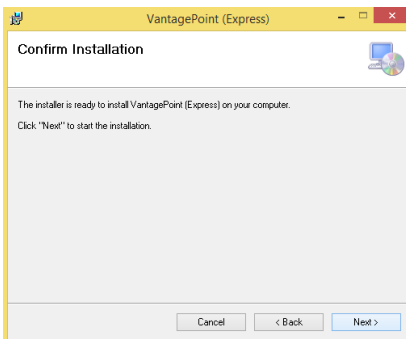 VantagePoint (Express)
Confirm Installation
The installer is ready to install VantagePoint (Express) on your computer.
Click "Next" to start the installation.
Cancel
< Back
Next >